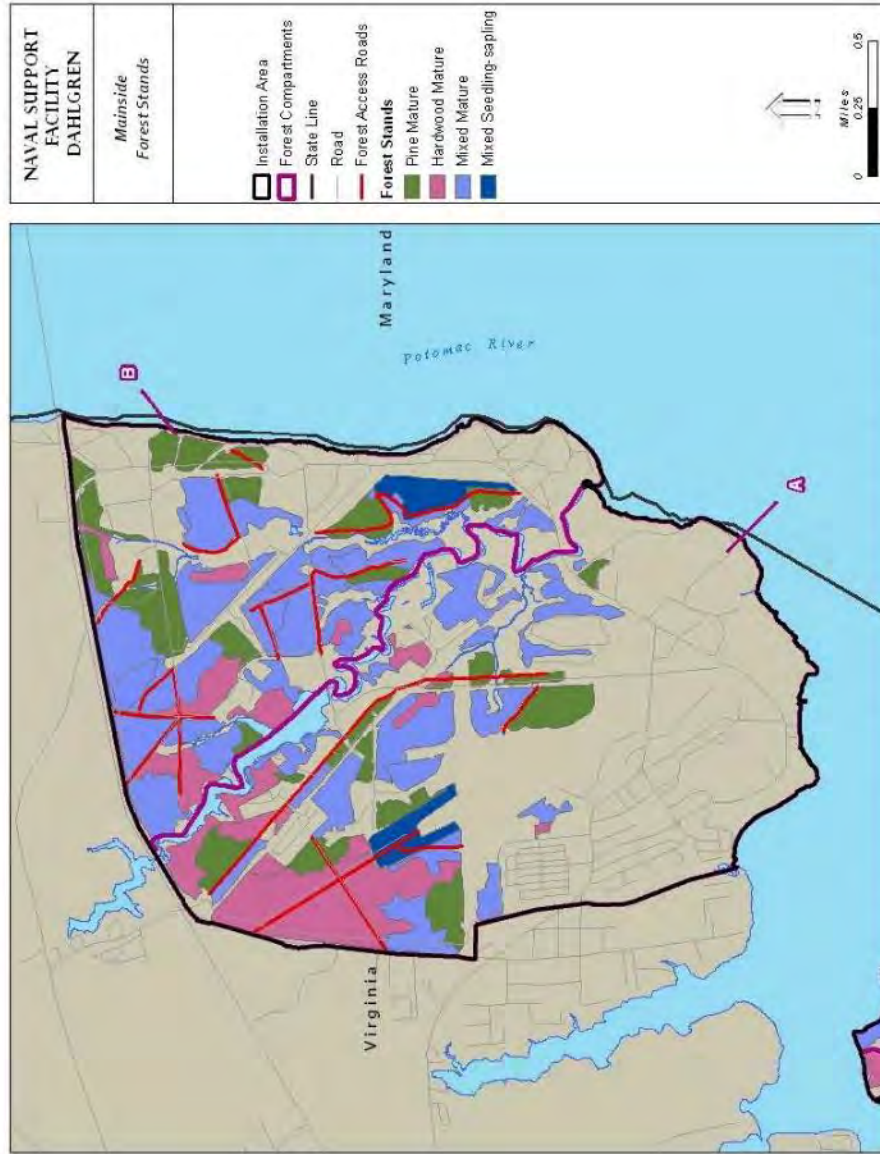 NAVAL SUPPORT
FACILITY
DAHLGREN
Mainside
Forest Stands
Installation Area
Forest Compartments
State Line
Road
Forest Access Roads
Forest Stands
Pine Mature
Hardwood Mature
Mixed Mature
Mixed Seedling-sapling
Miles
0 0.25 0.5
Maryland
Potomac River
B
A
Virginia